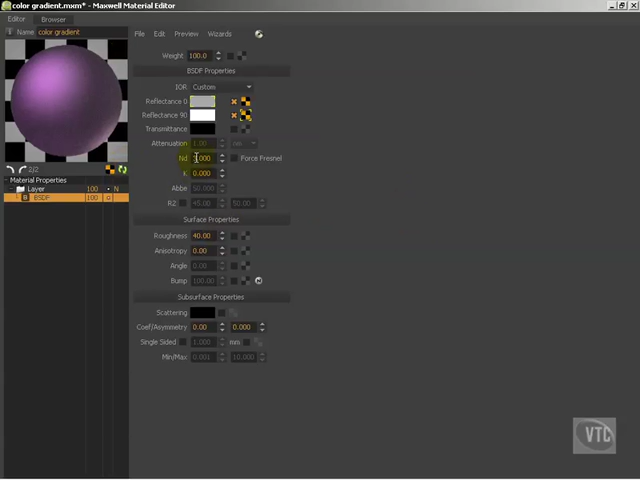 color gradient.mxm* - Maxwell Material Editor
Editor Browser
Name color gradient File Edit Preview Wizards
Weight 100.0
BSDF Properties
IOR Custom
Reflectance 0
Reflectance 90
Transmittance
Attenuation 1.00 nm
Nd 3.000 Force Fresnel
K 0.000
Abbe 50.000
R2 45.00 50.00
2/2
Material Properties
Layer 100 N
BSDF 100
Surface Properties
Roughness 40.00
Anisotropy 0.00
Angle 0.00
Bump 100.00
Subsurface Properties
Scattering
Coef/Asymmetry 0.00 0.000
Single Sided 1.000 mm
Min/Max 0.001 10.000
VTC